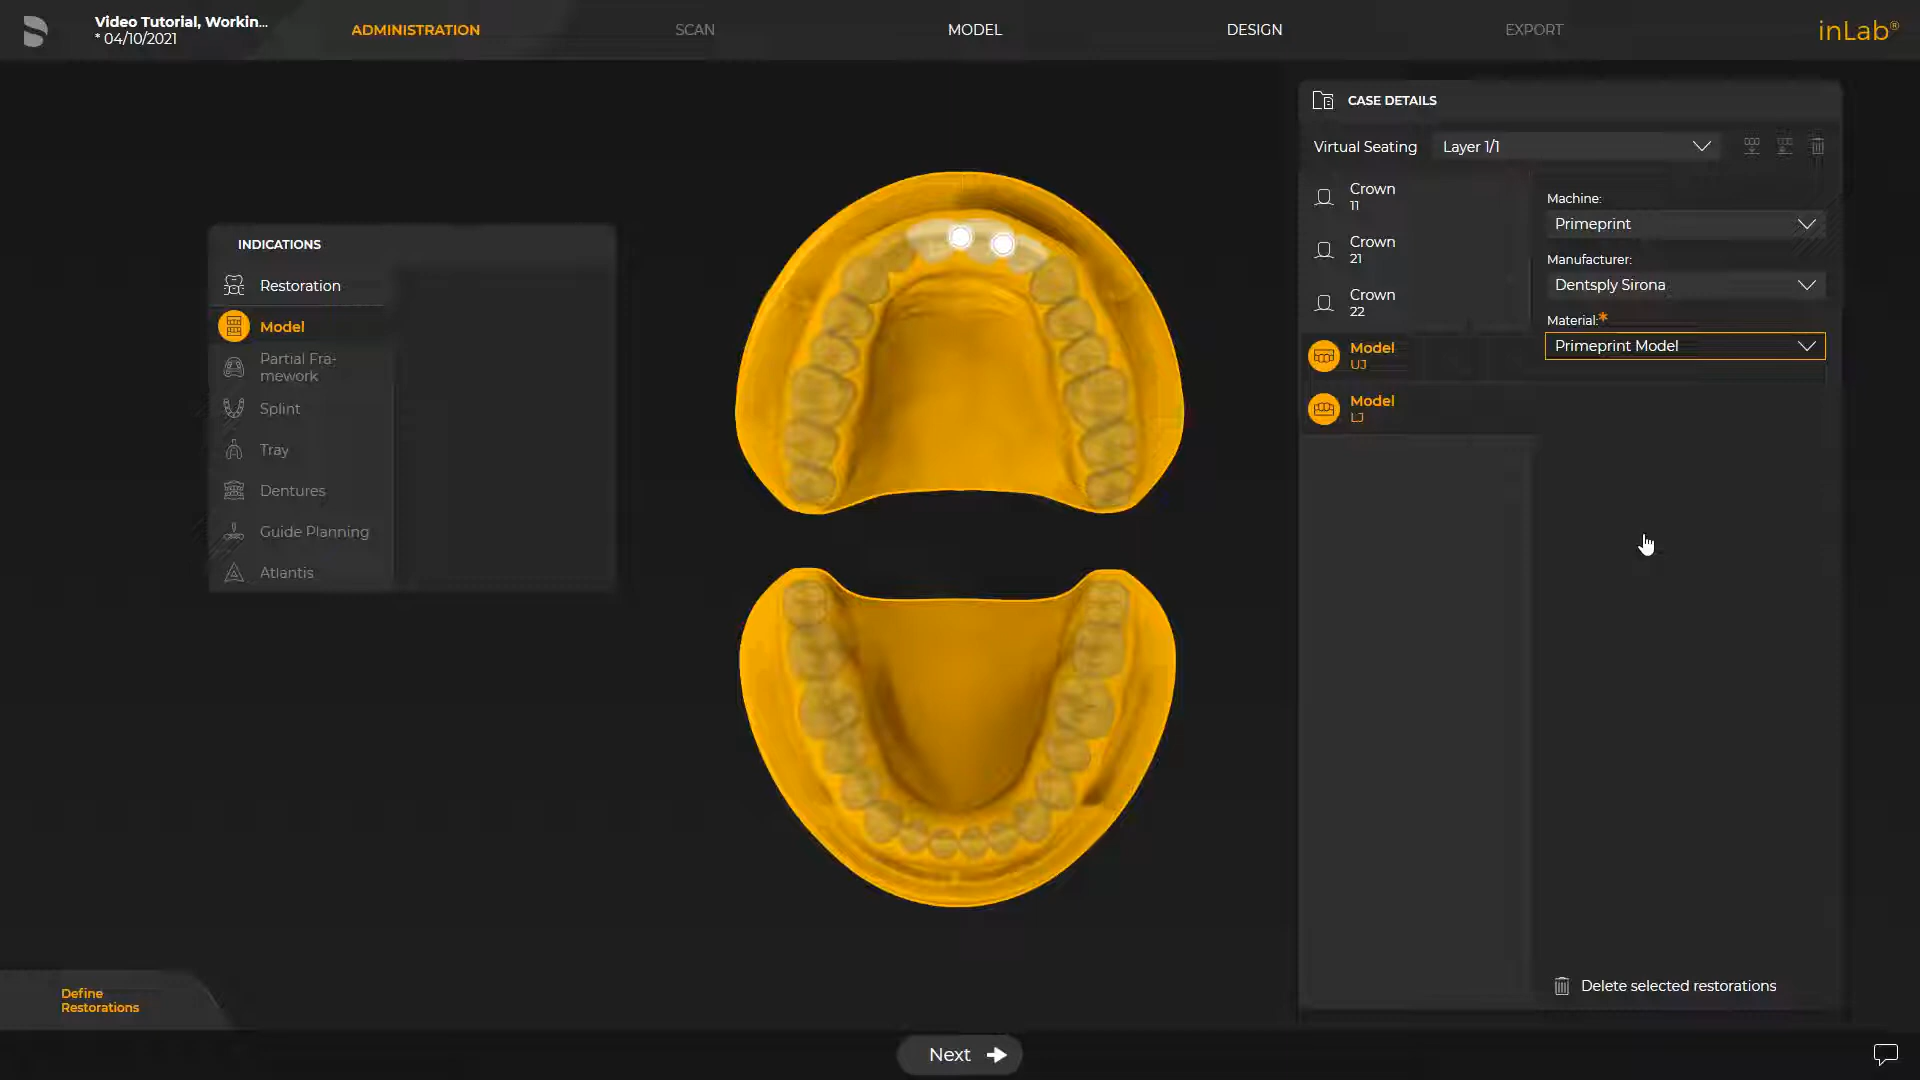 Video Tutorial, Workin...
* 04/10/2021
ADMINISTRATION
SCAN
MODEL
DESIGN
EXPORT
inLab®
INDICATIONS
Restoration
Model
Partial Fra-
mework
Splint
Tray
Dentures
Guide Planning
Atlantis
CASE DETAILS
Virtual Seating
Layer 1/1
Crown
11
Crown
21
Crown
22
Model
UJ
Model
LJ
Machine:
Primeprint
Manufacturer:
Dentsply Sirona
Material:*
Primeprint Model
Delete selected restorations
Define
Restorations
Next